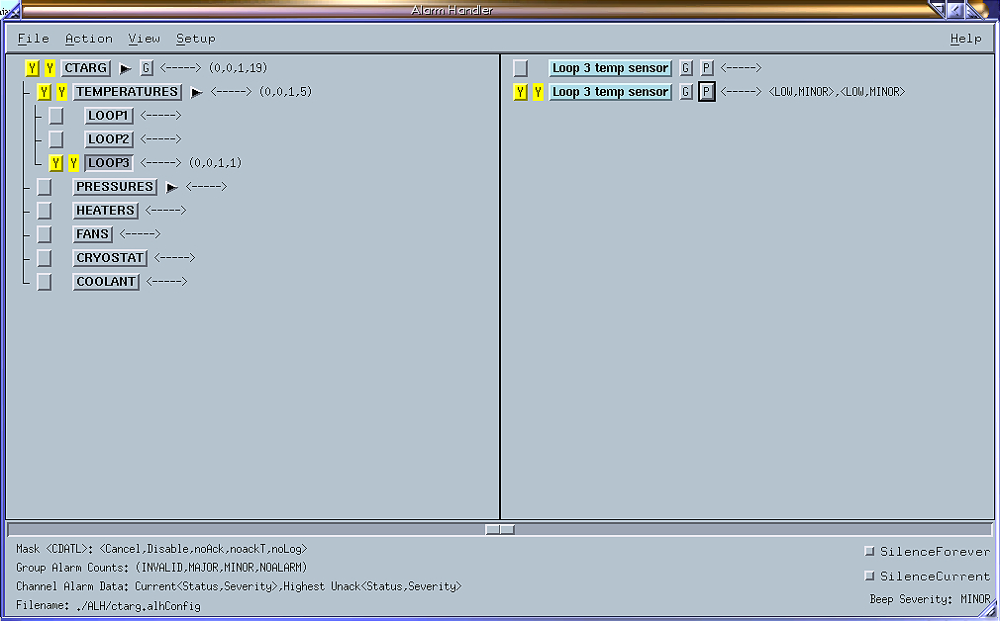 Alarm Handler
File Action View Setup Help
Y Y CTARG G <-----> (0,0,1,19)
Y Y TEMPERATURES <-----> (0,0,1,5)
LOOP1 <----->
LOOP2 <----->
Y Y LOOP3 <-----> (0,0,1,1)
PRESSURES <----->
HEATERS <----->
FANS <----->
CRYOSTAT <----->
COOLANT <----->
Loop 3 temp sensor G P <----->
Y Y Loop 3 temp sensor G P <-----> <LOW,MINOR>,<LOW,MINOR>
Mask <CDATL>: <Cancel,Disable,noAck,noackT,noLog>
Group Alarm Counts: (INVALID,MAJOR,MINOR,NOALARM)
Channel Alarm Data: Current<Status,Severity>,Highest Unack<Status,Severity>
Filename: ./ALH/ctarg.alhConfig
SilenceForever
SilenceCurrent
Beep Severity: MINOR